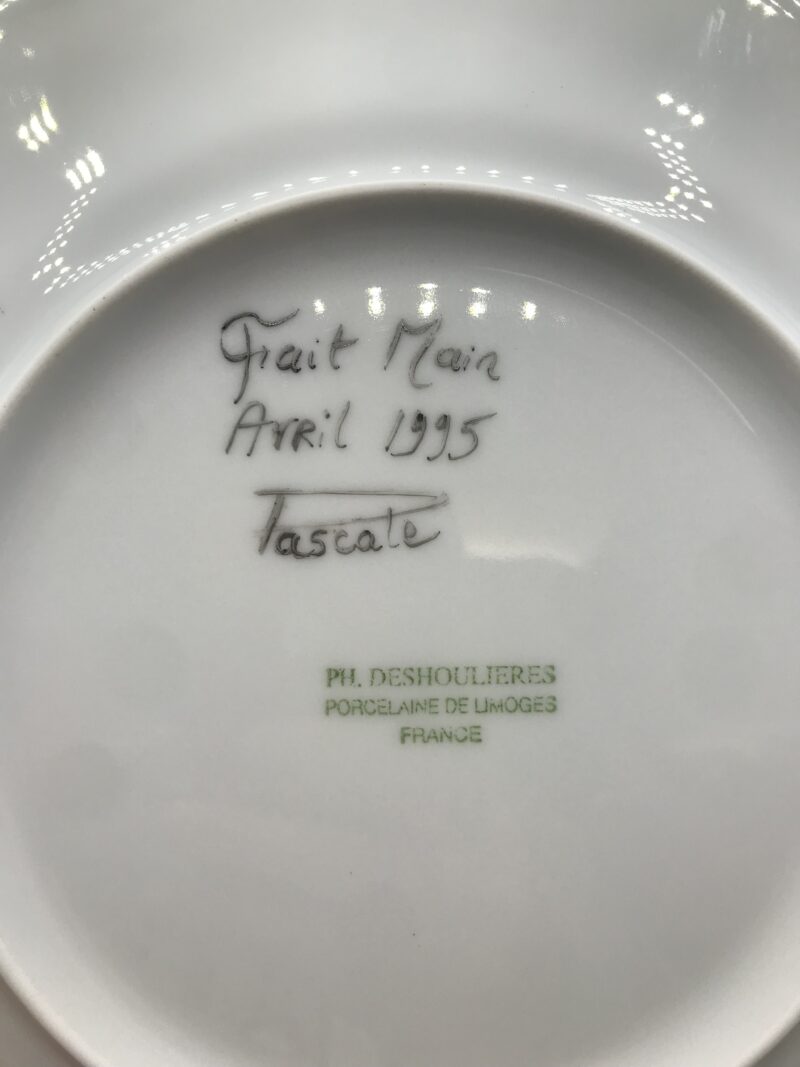 Fait Main
Avril 1995
Pascale
PH. DESHOULIERES
PORCELAINE DE LIMOGES
FRANCE